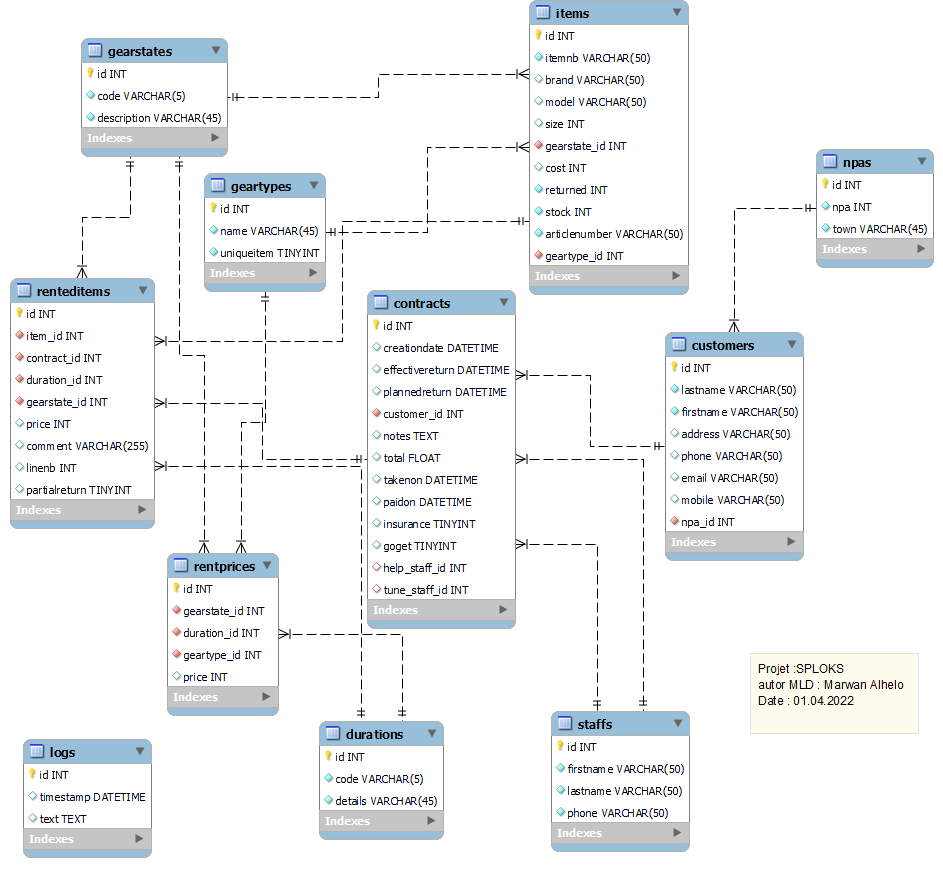 items
id INT
itemnb VARCHAR(50)
brand VARCHAR(50)
model VARCHAR(50)
size INT
gearstate_id INT
cost INT
returned INT
stock INT
articlenumber VARCHAR(50)
geartype_id INT
Indexes
gearstates
id INT
code VARCHAR(5)
description VARCHAR(45)
Indexes
geartypes
id INT
name VARCHAR(45)
uniqueitem TINYINT
Indexes
npas
id INT
npa INT
town VARCHAR(45)
Indexes
renteditems
id INT
item_id INT
contract_id INT
duration_id INT
gearstate_id INT
price INT
comment VARCHAR(255)
linenb INT
partialreturn TINYINT
Indexes
contracts
id INT
creationdate DATETIME
effectivereturn DATETIME
plannedreturn DATETIME
customer_id INT
notes TEXT
total FLOAT
takenon DATETIME
paidon DATETIME
insurance TINYINT
goget TINYINT
help_staff_id INT
tune_staff_id INT
Indexes
customers
id INT
lastname VARCHAR(50)
firstname VARCHAR(50)
address VARCHAR(50)
phone VARCHAR(50)
email VARCHAR(50)
mobile VARCHAR(50)
npa_id INT
Indexes
rentprices
id INT
gearstate_id INT
duration_id INT
geartype_id INT
price INT
Indexes
Projet :SPLOKS
autor MLD : Marwan Alhelo
Date : 01.04.2022
logs
id INT
timestamp DATETIME
text TEXT
Indexes
durations
id INT
code VARCHAR(5)
details VARCHAR(45)
Indexes
staffs
id INT
firstname VARCHAR(50)
lastname VARCHAR(50)
phone VARCHAR(50)
Indexes